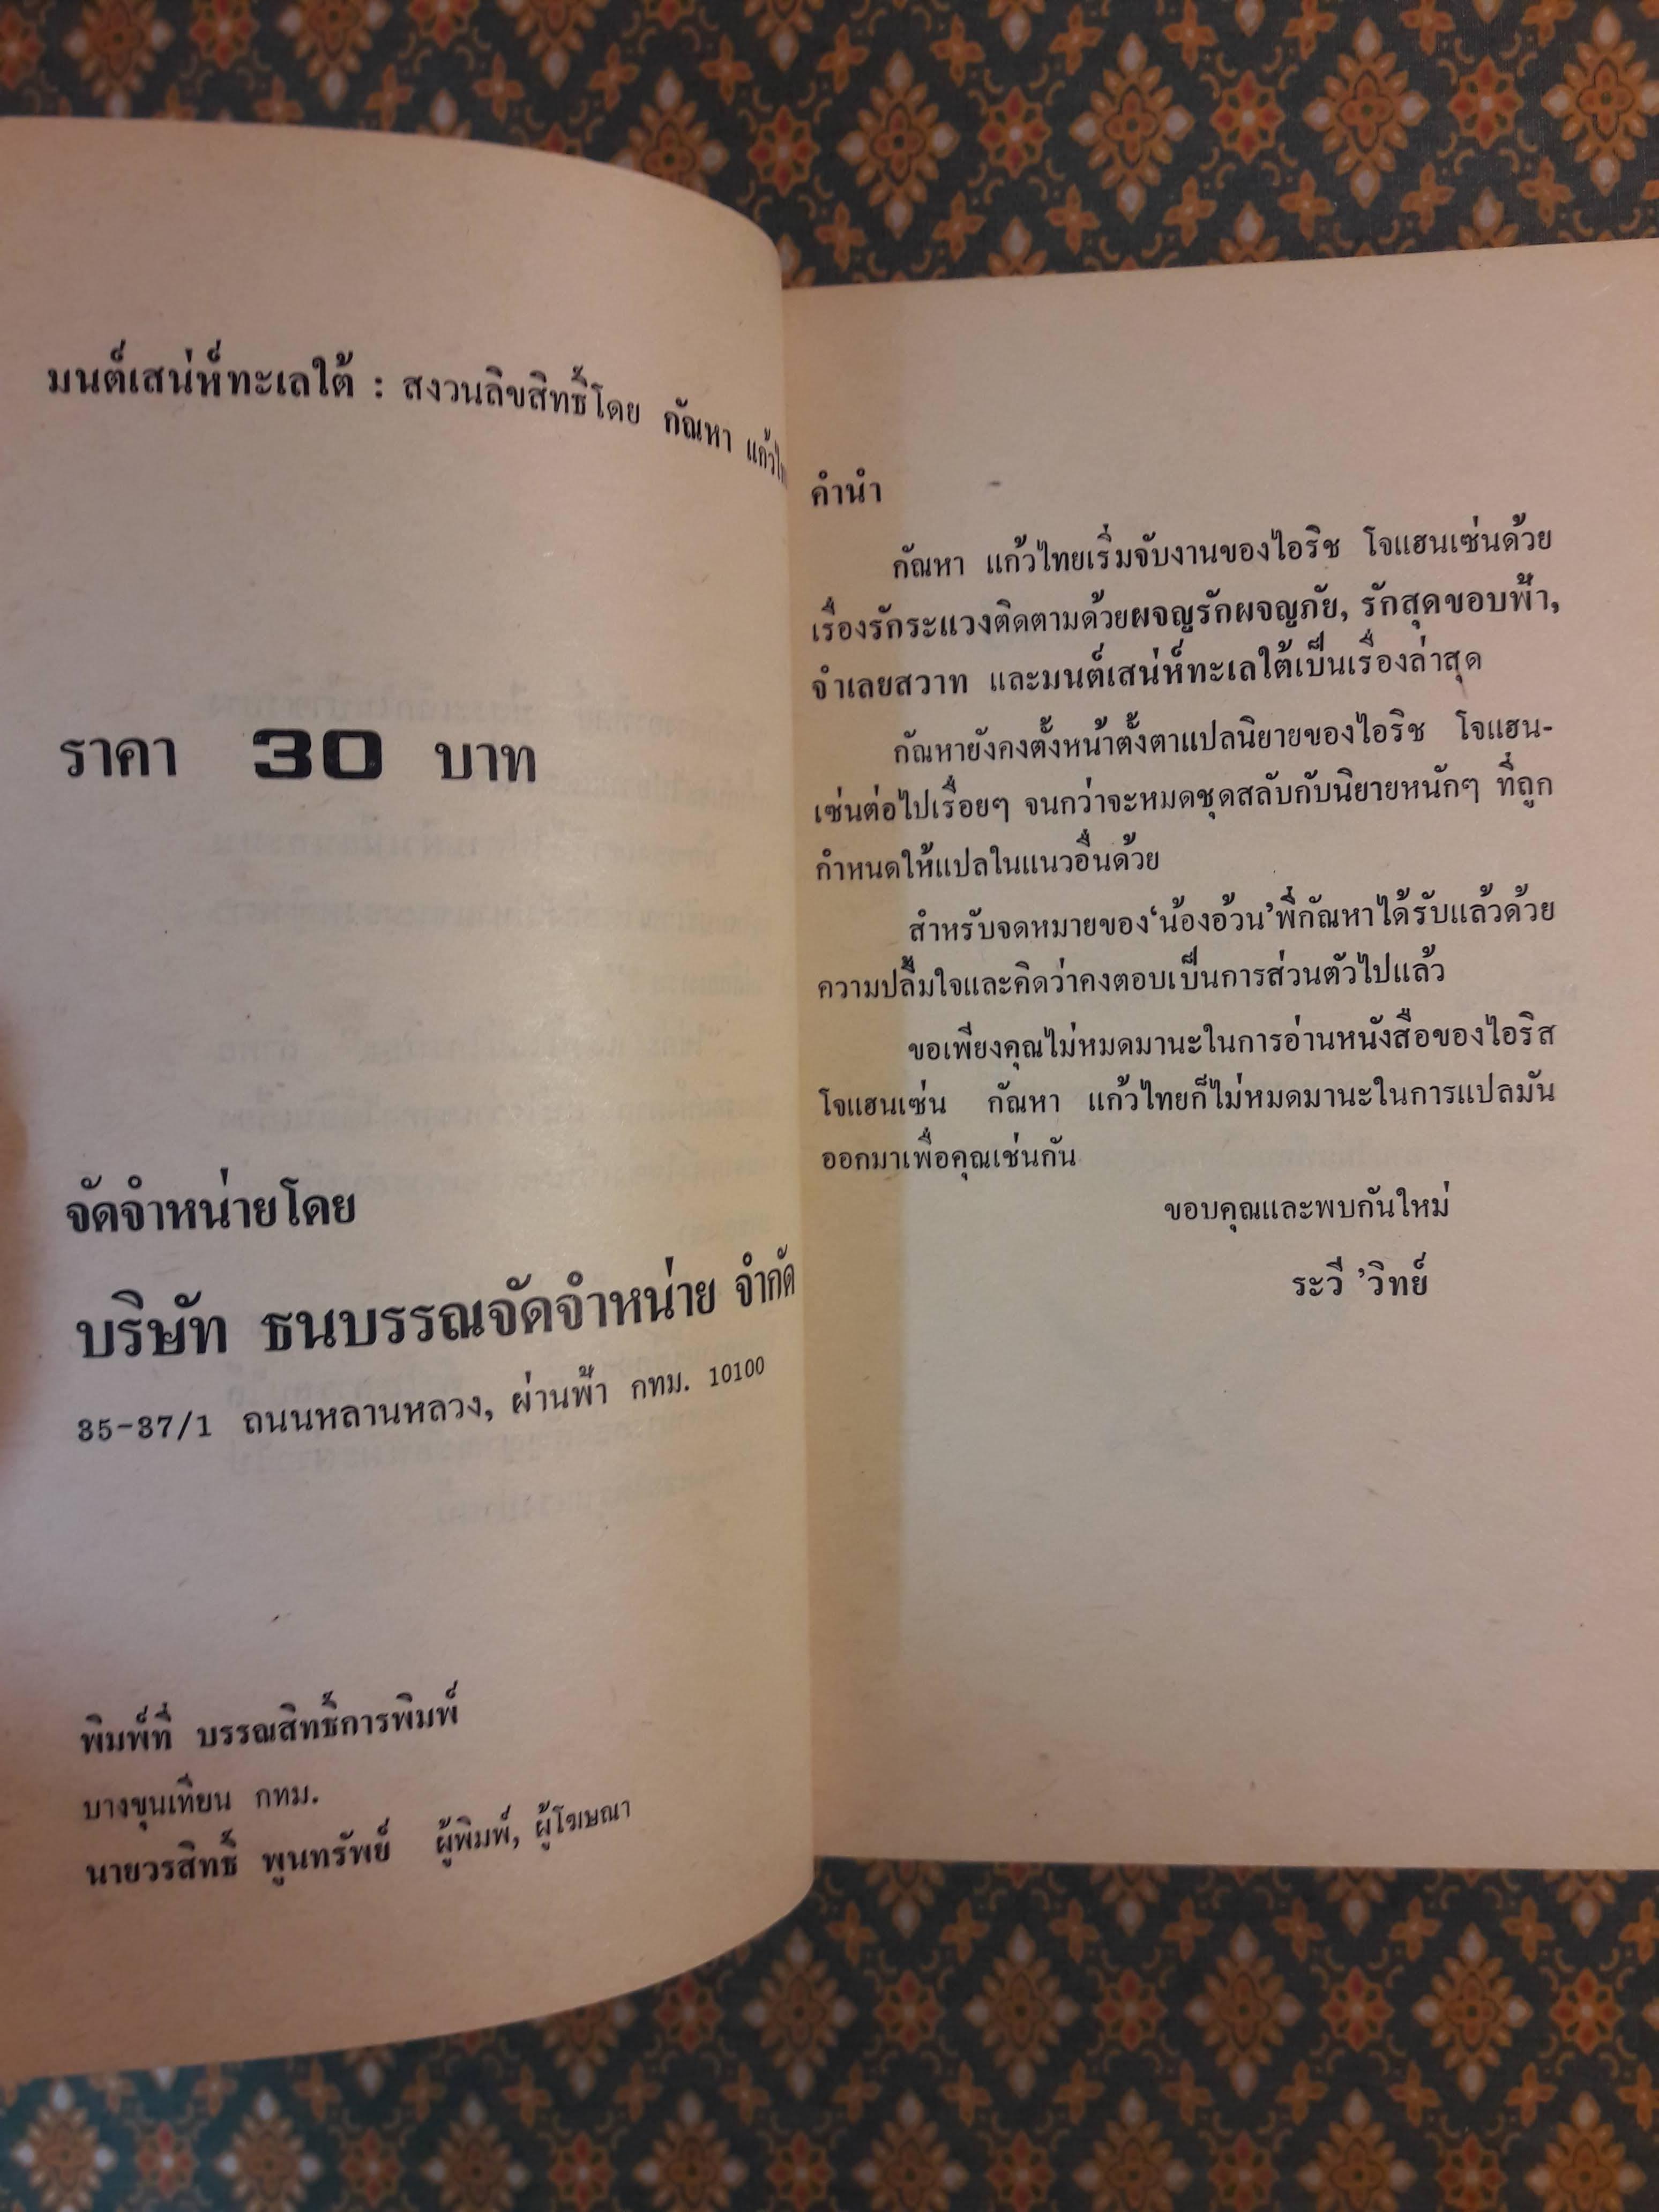 มนต์เสน่ห์ทะเลใต้ : สงวนลิขสิทธิ์โดย กัณหา
ราคา 30 บาท
จัดจำหน่ายโดย
บริษัท ธนบรรณจัดจำหน่าย จำกัด
35-37/1 ถนนหลานหลวง, ผ่านฟ้า กทม. 10100
พิมพ์ที่ บรรณสิทธิ์การพิมพ์
บางขุนเทียน กทม.
นายวรสิทธิ์ พูนทรัพย์ ผู้พิมพ์, ผู้โฆษณา
คำนำ
กัณหา แก้วไทยเริ่มจับงานของไอริช โจแฮนเซ่นด้วย
เรื่องรักระแวงติดตามด้วยผจญรักผจญภัย, รักสุดขอบฟ้า,
จำเลยสวาท และมนต์เสน่ห์ทะเลใต้เป็นเรื่องล่าสุด
กัณหายังคงตั้งหน้าตั้งตาแปลนิยายของไอริช โจแฮน-
เซ่นต่อไปเรื่อยๆ จนกว่าจะหมดชุดสลับกับนิยายหนักๆ ที่ถูก
กำหนดให้แปลในแนวอื่นด้วย
สำหรับจดหมายของ‘น้องอ้วน’พี่กัณหาได้รับแล้วด้วย
ความปลื้มใจและคิดว่าคงตอบเป็นการส่วนตัวไปแล้ว
ขอเพียงคุณไม่หมดมานะในการอ่านหนังสือของไอริส
โจแฮนเซ่น กัณหา แก้วไทยก็ไม่หมดมานะในการแปลมัน
ออกมาเพื่อคุณเช่นกัน
ขอบคุณและพบกันใหม่
ระวี ’วิทย์